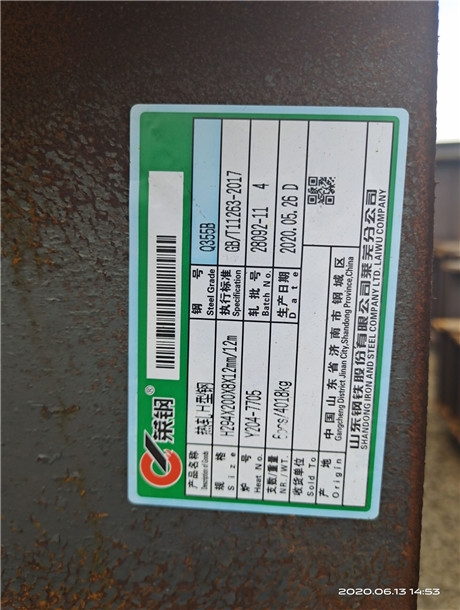 莱钢®
产品名称 Description of Goods 热轧H型钢 钢号 Steel Grade Q355B
规格 Size H294X200X8X12mm/12m 执行标准 Specification GB/T11263-2017
炉号 Heat No. Y204-7705 轧批号 Batch No. 28092-11 4
支数/重量 NR./WT. /4018kg 生产日期 Date 2020.05.26 D
收货单位 Sold To
产地 Origin 中国山东省济南市钢城区
Gangcheng District Jinan City,Shandong Province,China
山东钢铁股份有限公司莱芜分公司
SHANDONG IRON AND STEEL COMPANY LTD. LAIWU COMPANY
2020.06.13 14:53